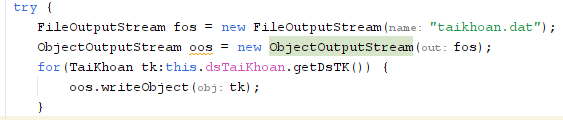 try {
FileOutputStream fos = new FileOutputStream(name: "taikhoan.dat");
ObjectOutputStream oos = new ObjectOutputStream(out: fos);
for(TaiKhoan tk:this.dsTaiKhoan.getDsTK()) {
oos.writeObject(obj: tk);
}